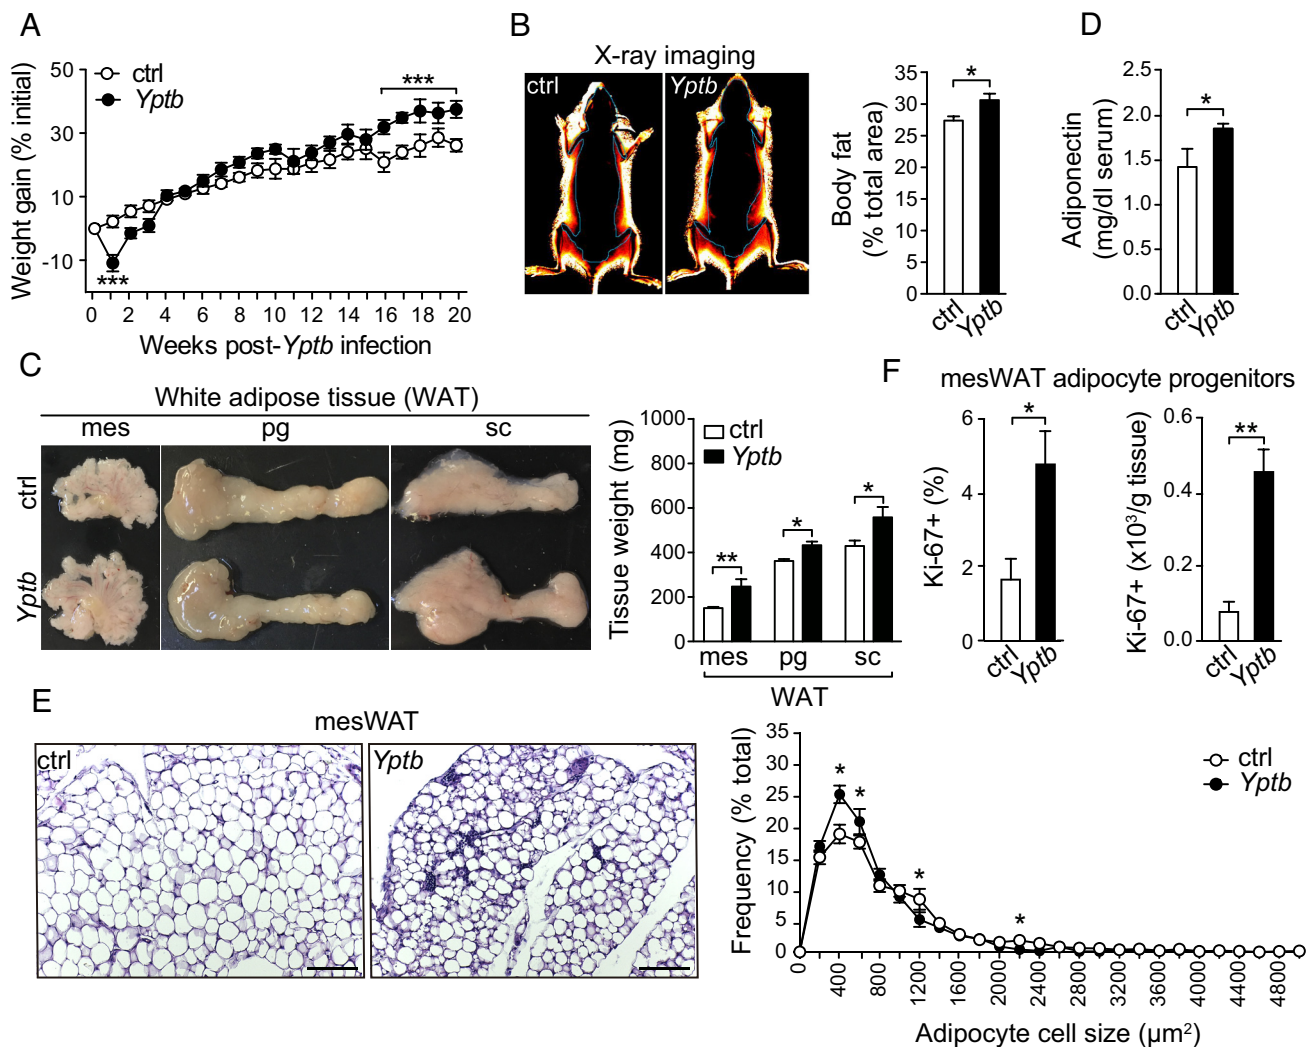 A
ctrl
Yptb
Weight gain (% initial)
50
30
10
-10
***
***
0 2 4 6 8 10 12 14 16 18 20
Weeks post-Yptb infection
B
X-ray imaging
ctrl
Yptb
Body fat
(% total area)
35
30
25
20
15
10
5
0
*
ctrl
Yptb
D
Adiponectin
(mg/dl serum)
2.5
2.0
1.5
1.0
0.5
0.0
*
ctrl
Yptb
C
White adipose tissue (WAT)
mes pg sc
ctrl
Yptb
Tissue weight (mg)
1000
800
600
400
200
0
ctrl
Yptb
**
*
*
mes pg sc
WAT
F
mesWAT adipocyte progenitors
Ki-67+ (%)
6
4
2
0
*
ctrl
Yptb
Ki-67+ (x10³/g tissue)
0.6
0.4
0.2
0.0
**
ctrl
Yptb
E
mesWAT
ctrl
Yptb
Frequency (% total)
35
30
25
20
15
10
5
0
ctrl
Yptb
*
*
*
*
0 400 800 1200 1600 2000 2400 2800 3200 3600 4000 4400 4800
Adipocyte cell size (µm²)